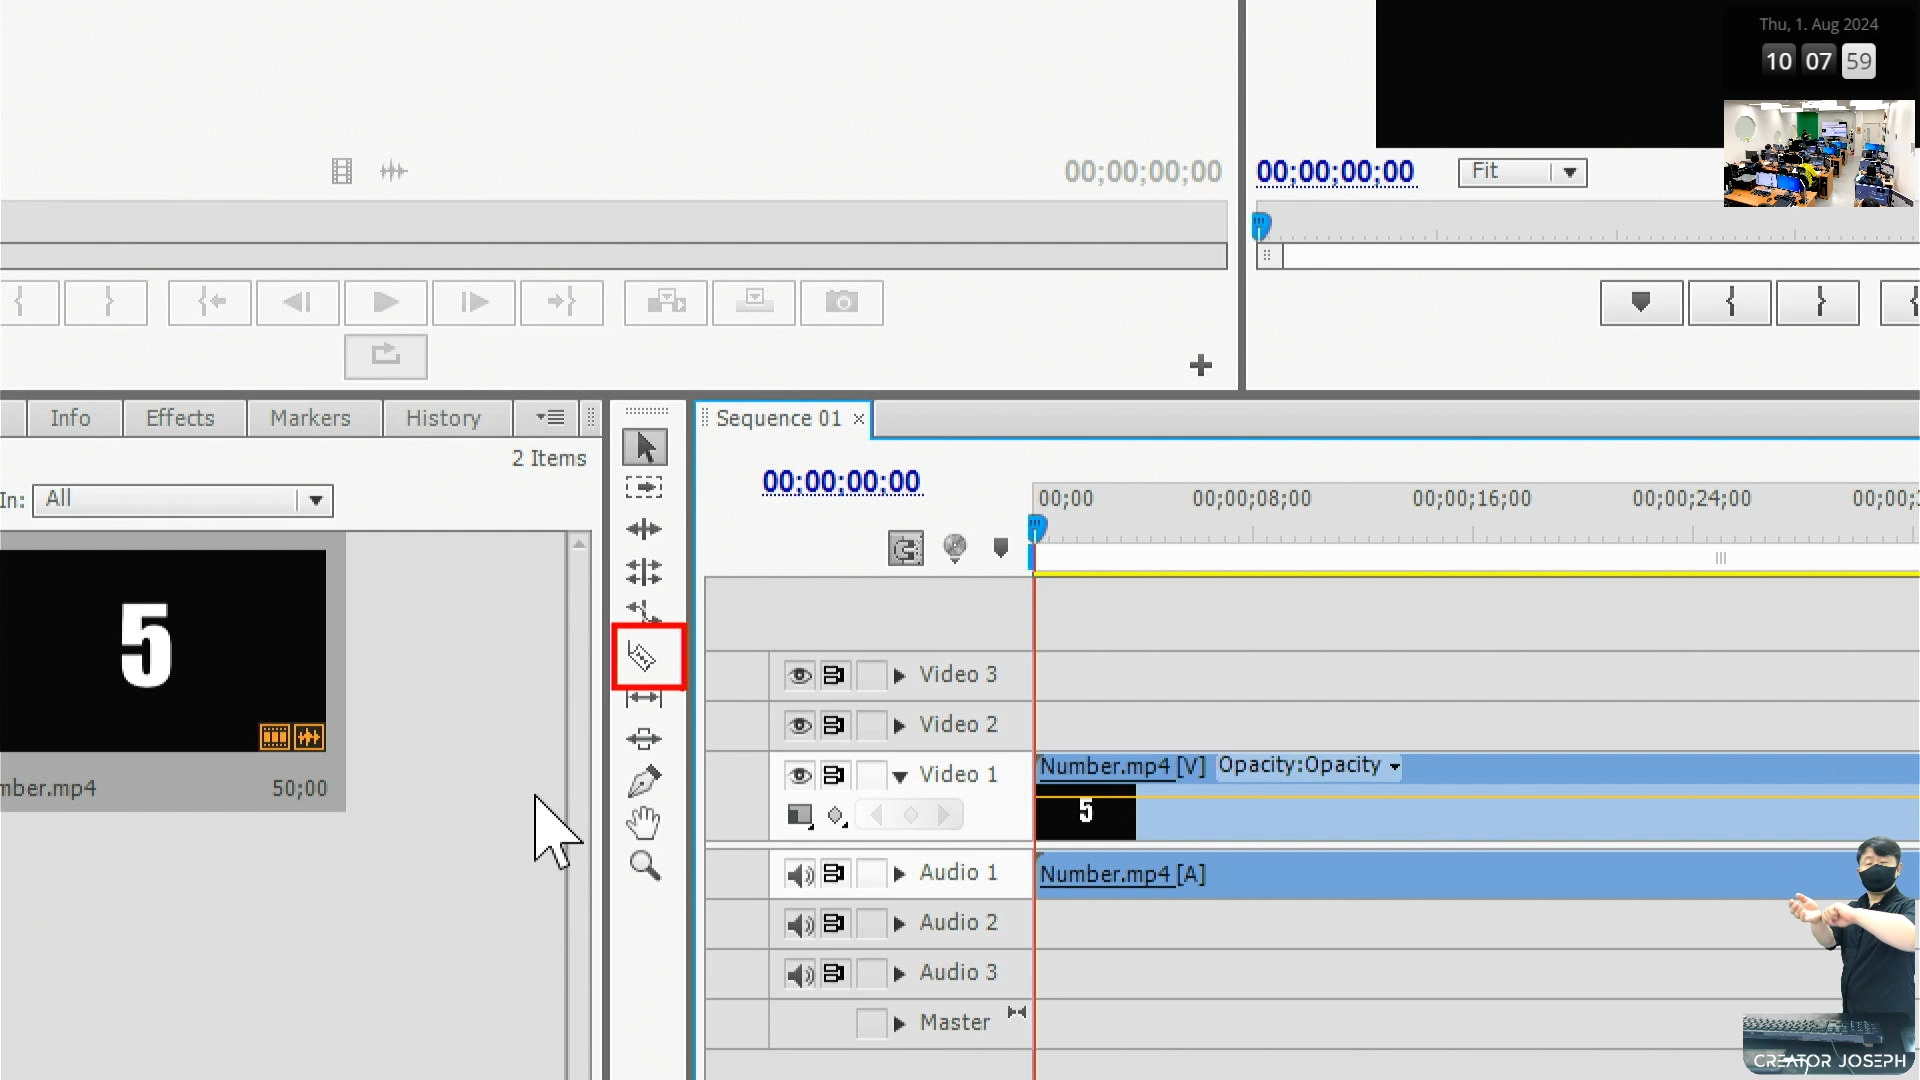 Thu, 1. Aug 2024
10 07 59
00;00;00;00
00;00;00;00
Fit
Info
Effects
Markers
History
Sequence 01
2 Items
In:
All
00;00;00;00
00;00
00;00;08;00
00;00;16;00
00;00;24;00
5
Video 3
Video 2
mber.mp4
50;00
Video 1
Number.mp4 [V]
Opacity:Opacity
5
Audio 1
Number.mp4 [A]
Audio 2
Audio 3
Master
CREATOR JOSEPH